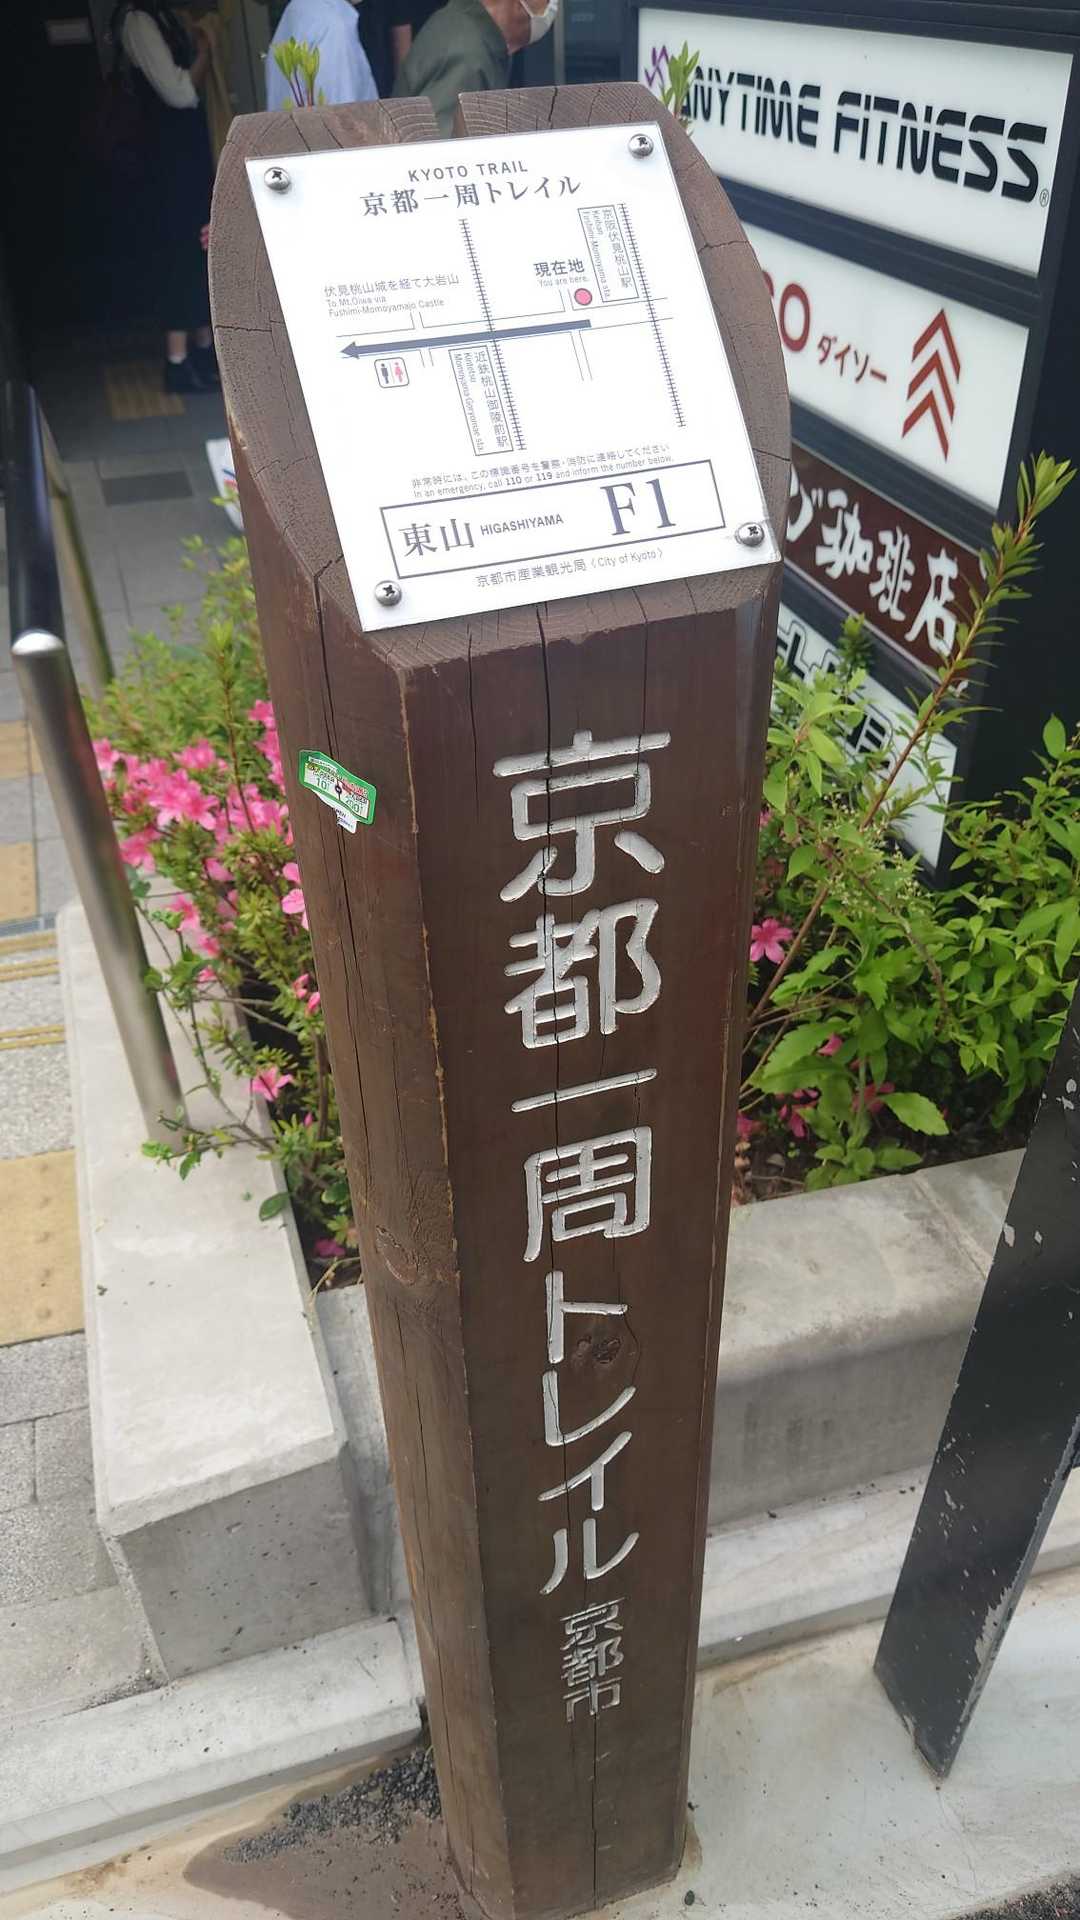 KYOTO TRAIL
京都一周トレイル
京阪伏見桃山駅
Keihan
Fushimi-Momoyama sta.
現在地
You are here.
伏見桃山城を経て大岩山
To Mt.Oiwa via
Fushimi-Momoyamajo Castle
近鉄桃山御陵前駅
Kintetsu
Momoyama-Goryomae sta.
非常時には、この標識番号を警察・消防に連絡してください
In an emergency, call 110 or 119 and inform the number below.
東山 HIGASHIYAMA F1
京都市産業観光局 (City of Kyoto)
京都一周トレイル
京都市
ANYTIME FITNESS
ダイソー
珈琲店